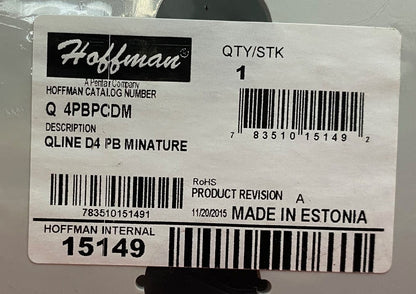 Hoffman
A Pentair Company
QTY/STK
1
HOFFMAN CATALOG NUMBER
Q 4PBPCDM
7 83510 15149 2
DESCRIPTION
QLINE D4 PB MINATURE
783510151491
RoHS
PRODUCT REVISION A
11/20/2015 MADE IN ESTONIA
HOFFMAN INTERNAL
15149